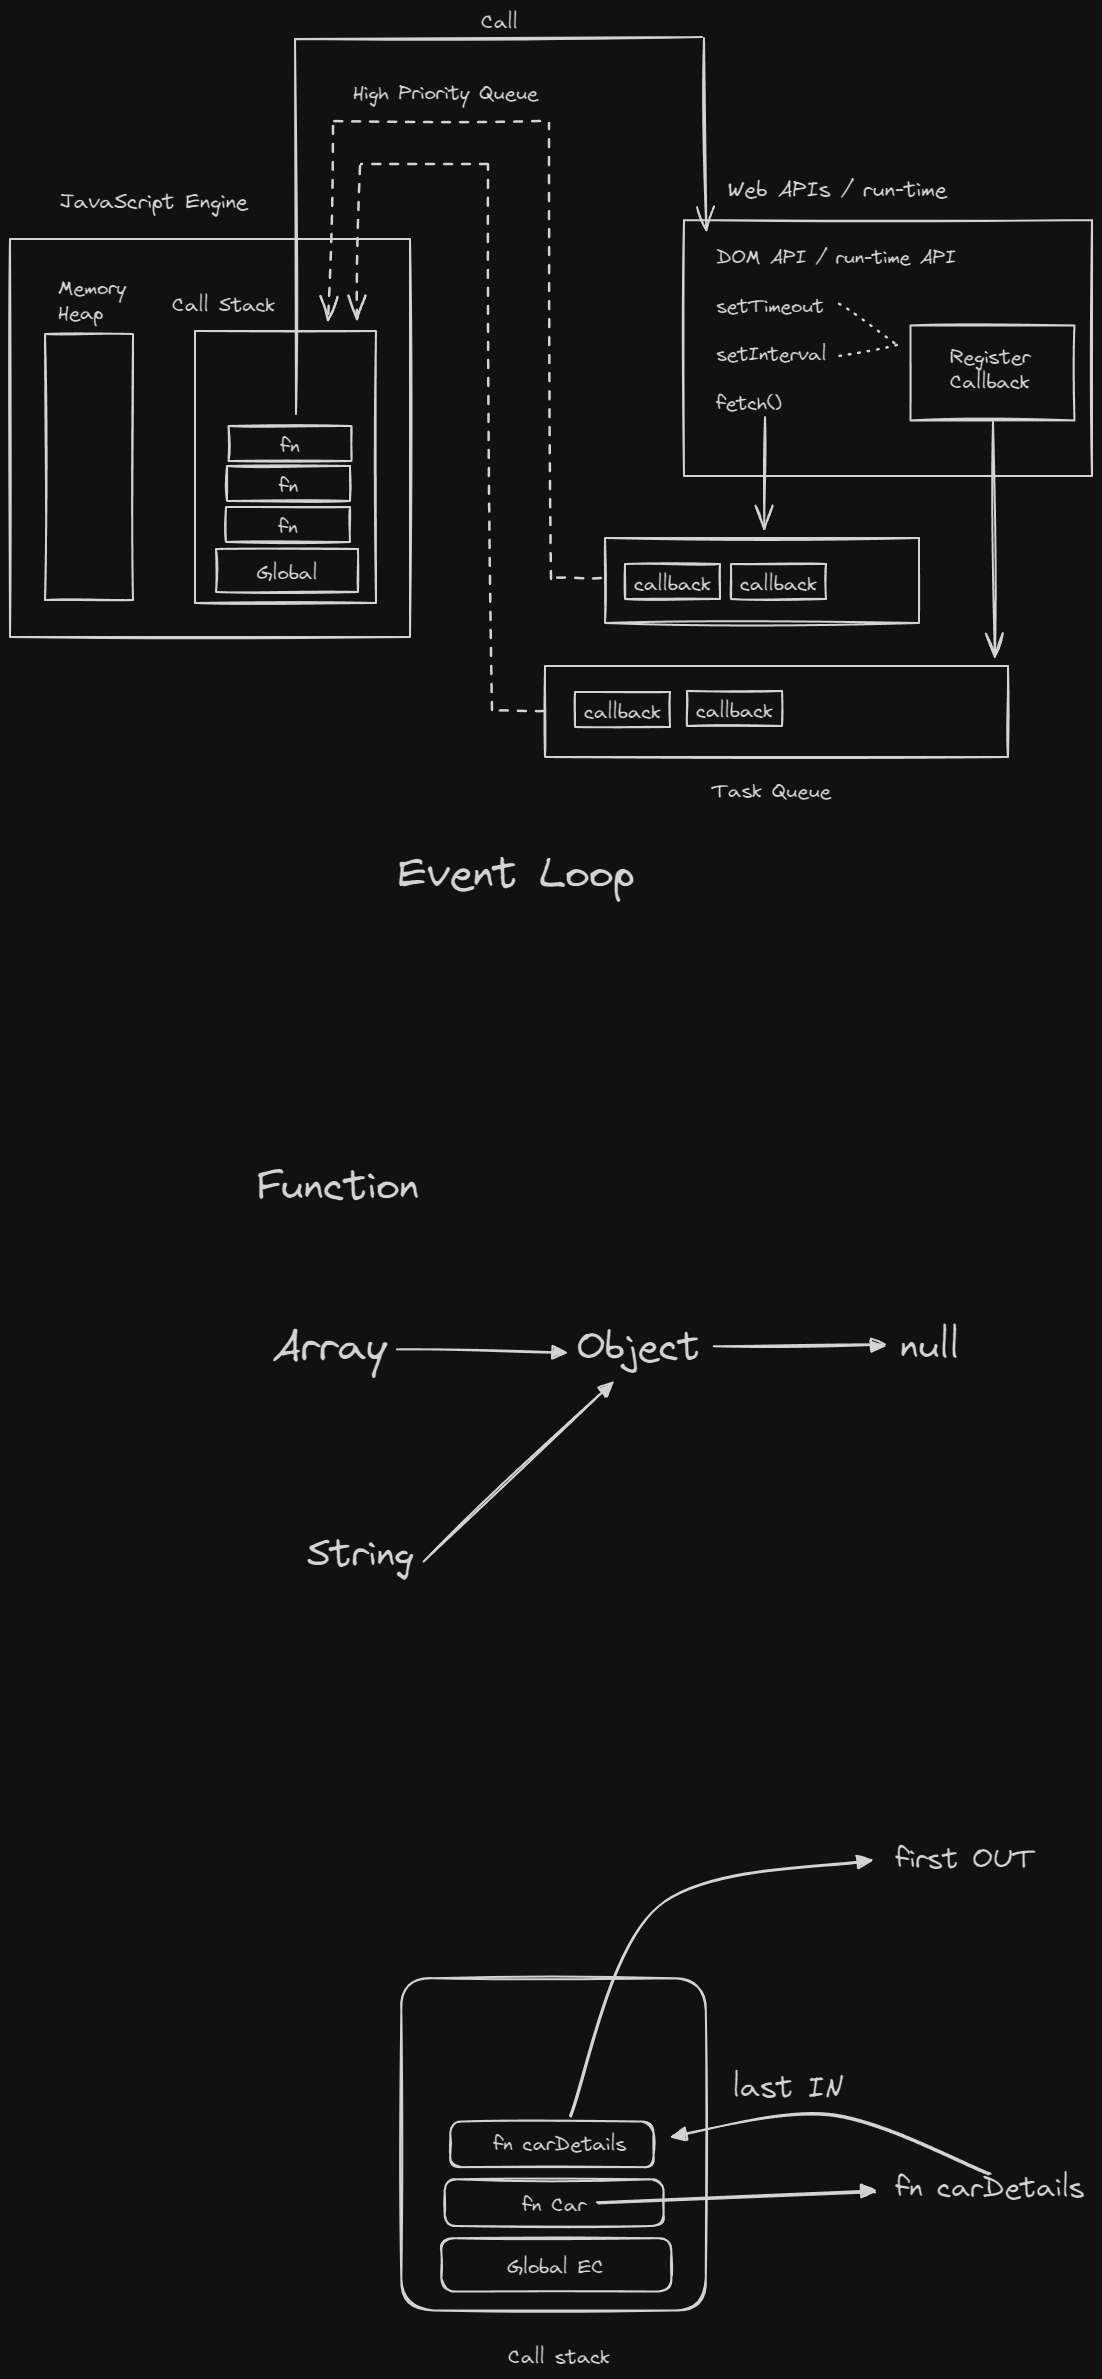 Call
High Priority Queue
JavaScript Engine
Web APIs / run-time
DOM API / run-time API
Memory
Heap
Call Stack
setTimeout
setInterval
Register
Callback
fetch()
fn
fn
fn
Global
callback callback
callback callback
Task Queue
Event Loop
Function
Array Object null
String
first OUT
last IN
fn carDetails
fn Car
fn carDetails
Global EC
Call stack